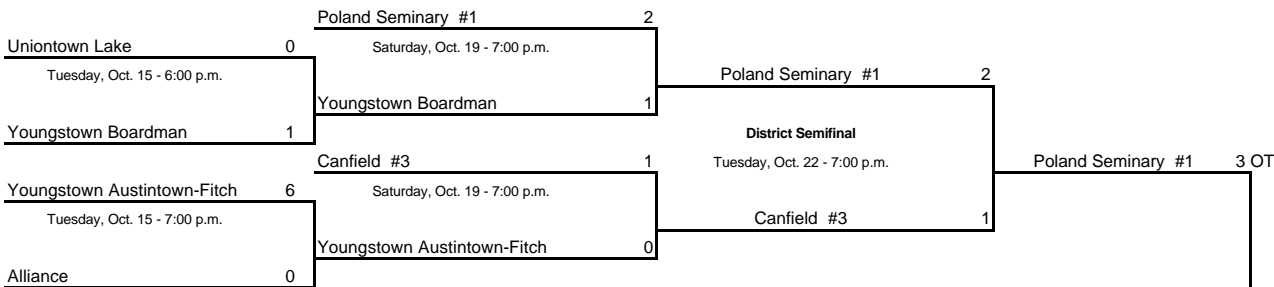 Poland Seminary #1 2
Uniontown Lake 0
Saturday, Oct. 19 - 7:00 p.m.
Tuesday, Oct. 15 - 6:00 p.m.
Poland Seminary #1 2
Youngstown Boardman 1
Youngstown Boardman 1
District Semifinal
Canfield #3 1
Tuesday, Oct. 22 - 7:00 p.m.
Poland Seminary #1 3 OT
Youngstown Austintown-Fitch 6
Saturday, Oct. 19 - 7:00 p.m.
Tuesday, Oct. 15 - 7:00 p.m.
Canfield #3 1
Youngstown Austintown-Fitch 0
Alliance 0